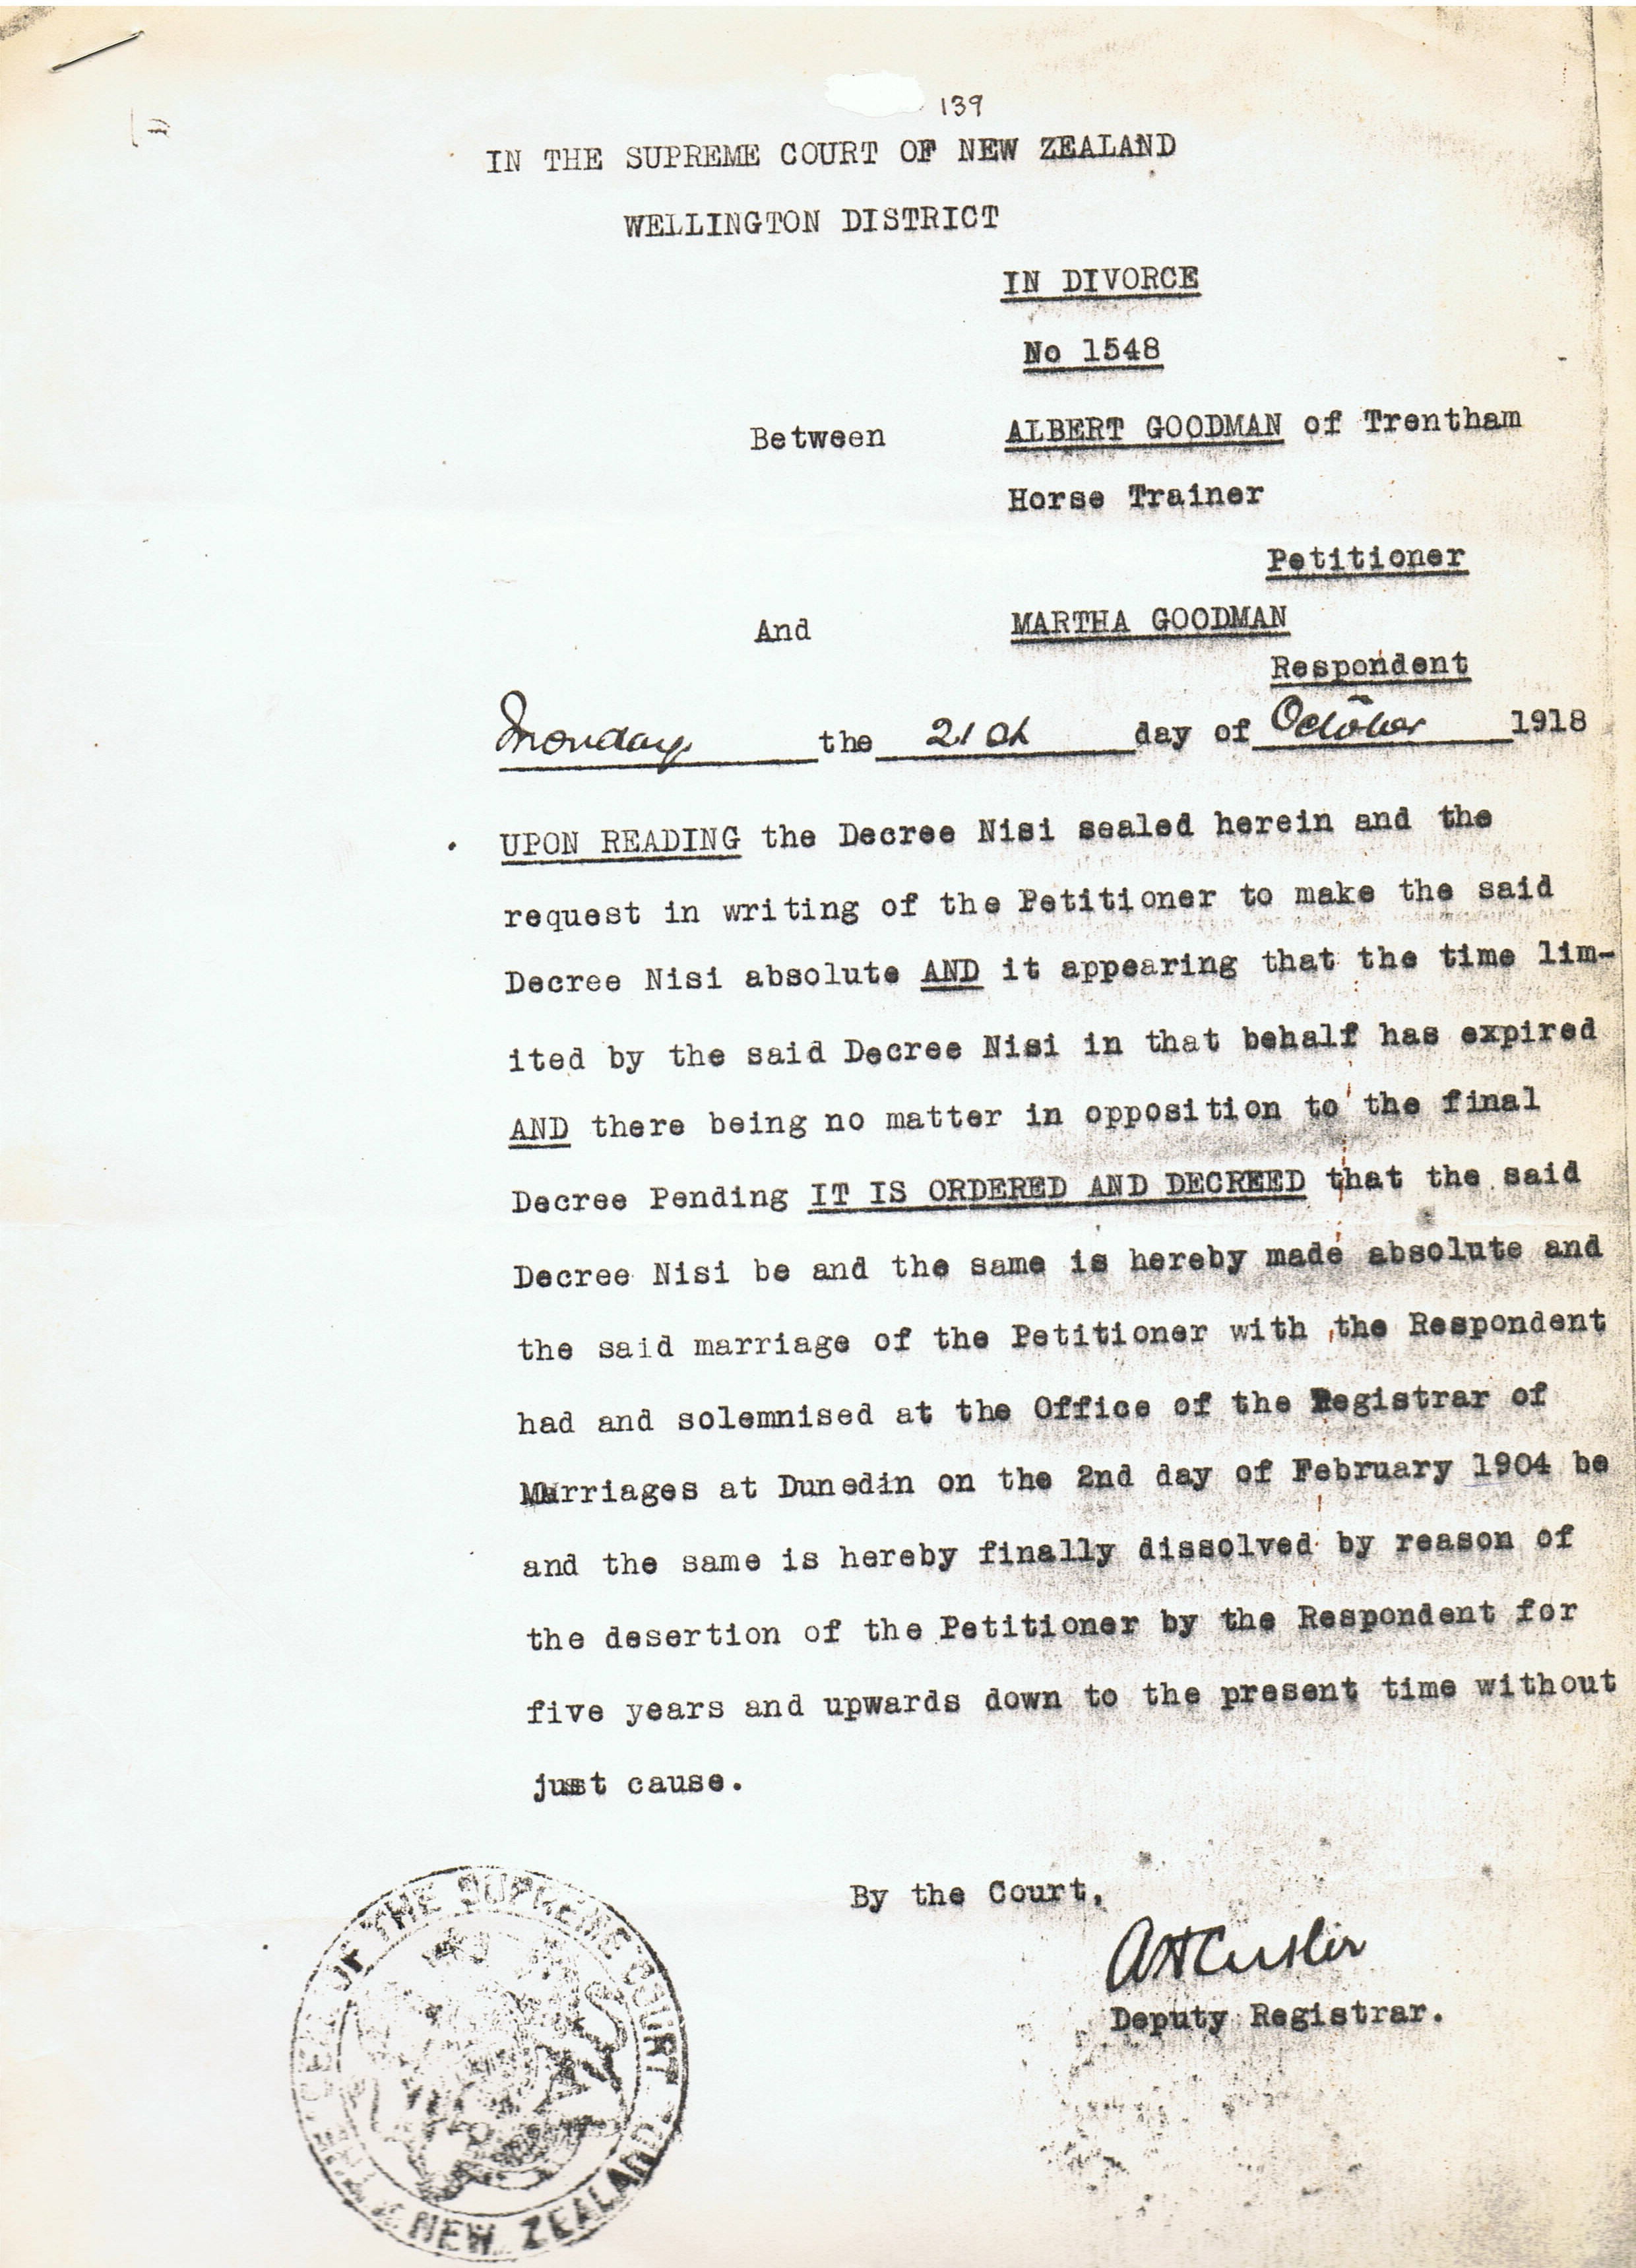 139
IN THE SUPREME COURT OF NEW ZEALAND
WELLINGTON DISTRICT
IN DIVORCE
No 1548
Between ALBERT GOODMAN of Trentham
Horse Trainer
Petitioner
And MARTHA GOODMAN
Respondent
Monday the 21st day of October 1918
UPON READING the Decree Nisi sealed herein and the
request in writing of the Petitioner to make the said
Decree Nisi absolute AND it appearing that the time lim-
ited by the said Decree Nisi in that behalf has expired
AND there being no matter in opposition to the final
Decree Pending IT IS ORDERED AND DECREED that the said
Decree Nisi be and the same is hereby made absolute and
the said marriage of the Petitioner with the Respondent
had and solemnised at the Office of the Registrar of
Marriages at Dunedin on the 2nd day of February 1904 be
and the same is hereby finally dissolved by reason of
the desertion of the Petitioner by the Respondent for
five years and upwards down to the present time without
just cause.
By the Court,
Deputy Registrar.
THE SEAL OF THE SUPREME COURT NEW ZEALAND